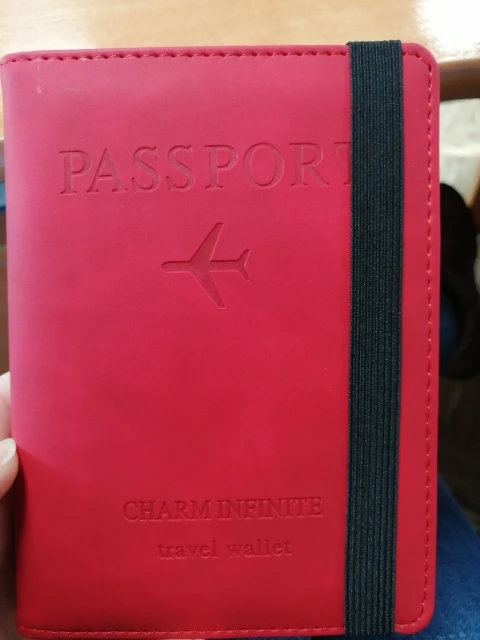 PASSPORT
CHARM INFINITE
travel wallet